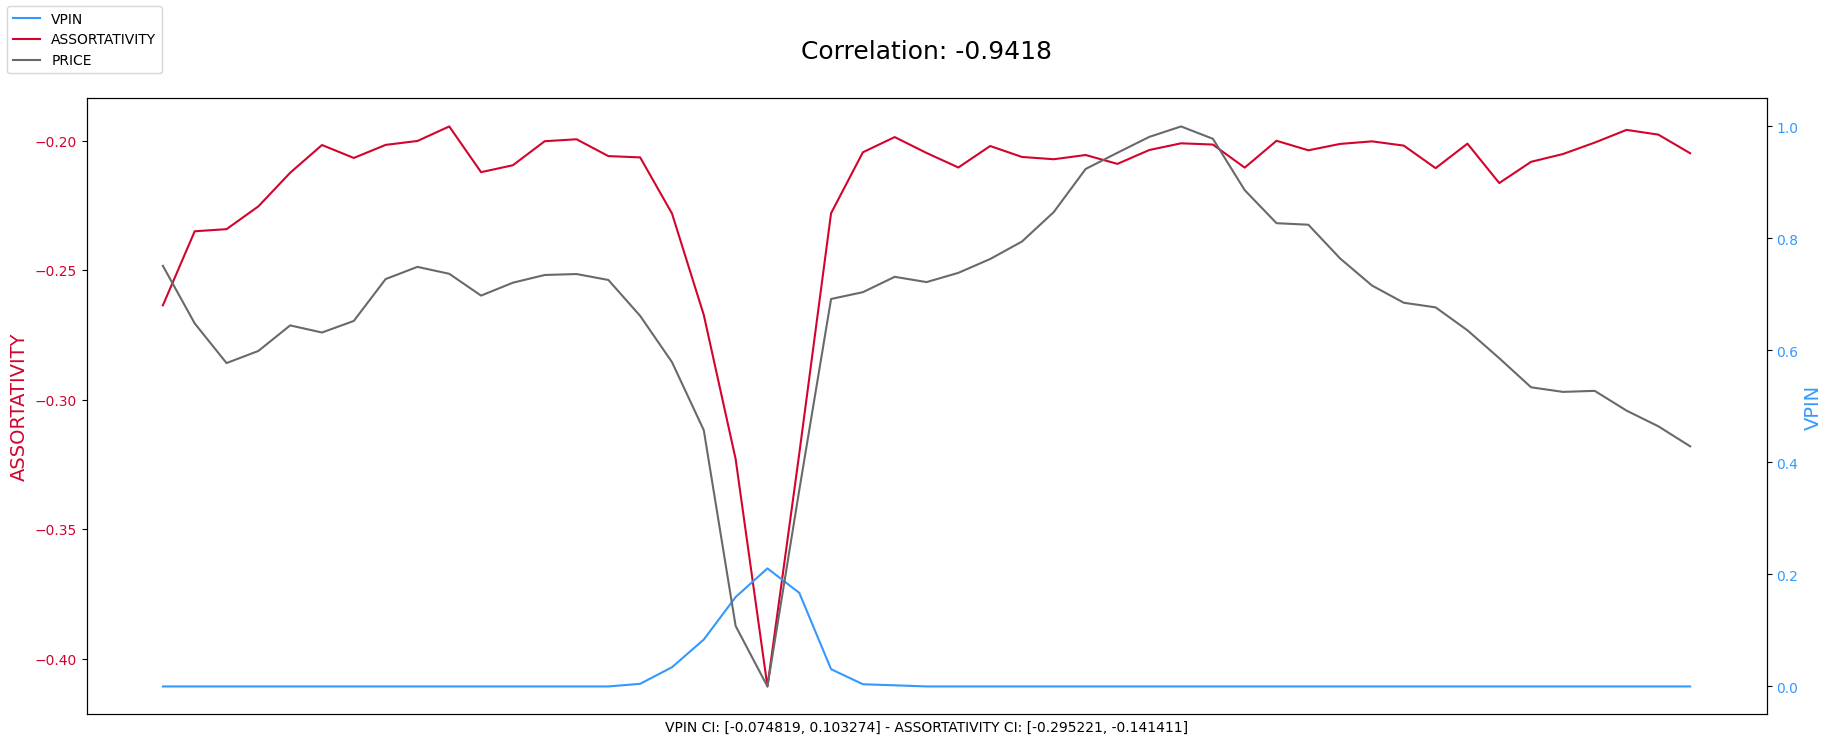 VPIN
ASSORTATIVITY
PRICE
Correlation: -0.9418
ASSORTATIVITY
−0.20
−0.25
−0.30
−0.35
−0.40
1.0
0.8
0.6
0.4
0.2
0.0
VPIN
VPIN CI: [-0.074819, 0.103274] - ASSORTATIVITY CI: [-0.295221, -0.141411]